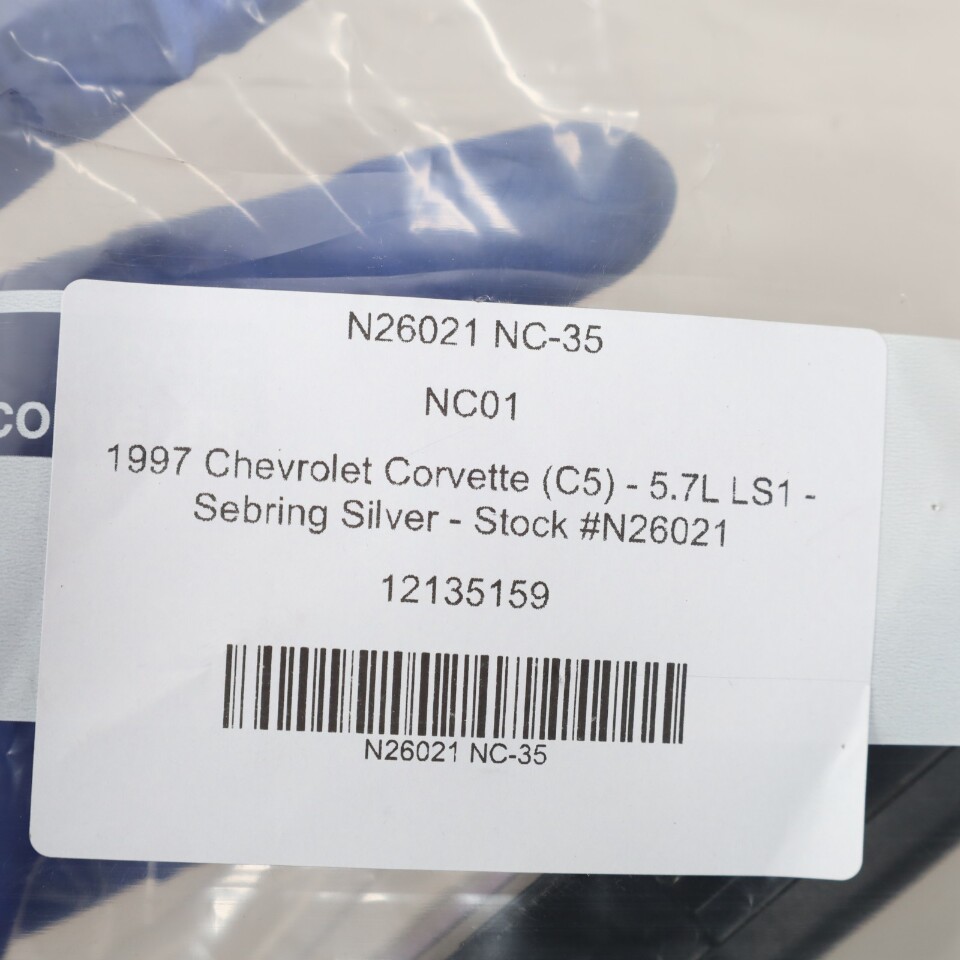 N26021 NC-35
NC01
co
1997 Chevrolet Corvette (C5) - 5.7L LS1 -
Sebring Silver - Stock #N26021
12135159
N26021 NC-35